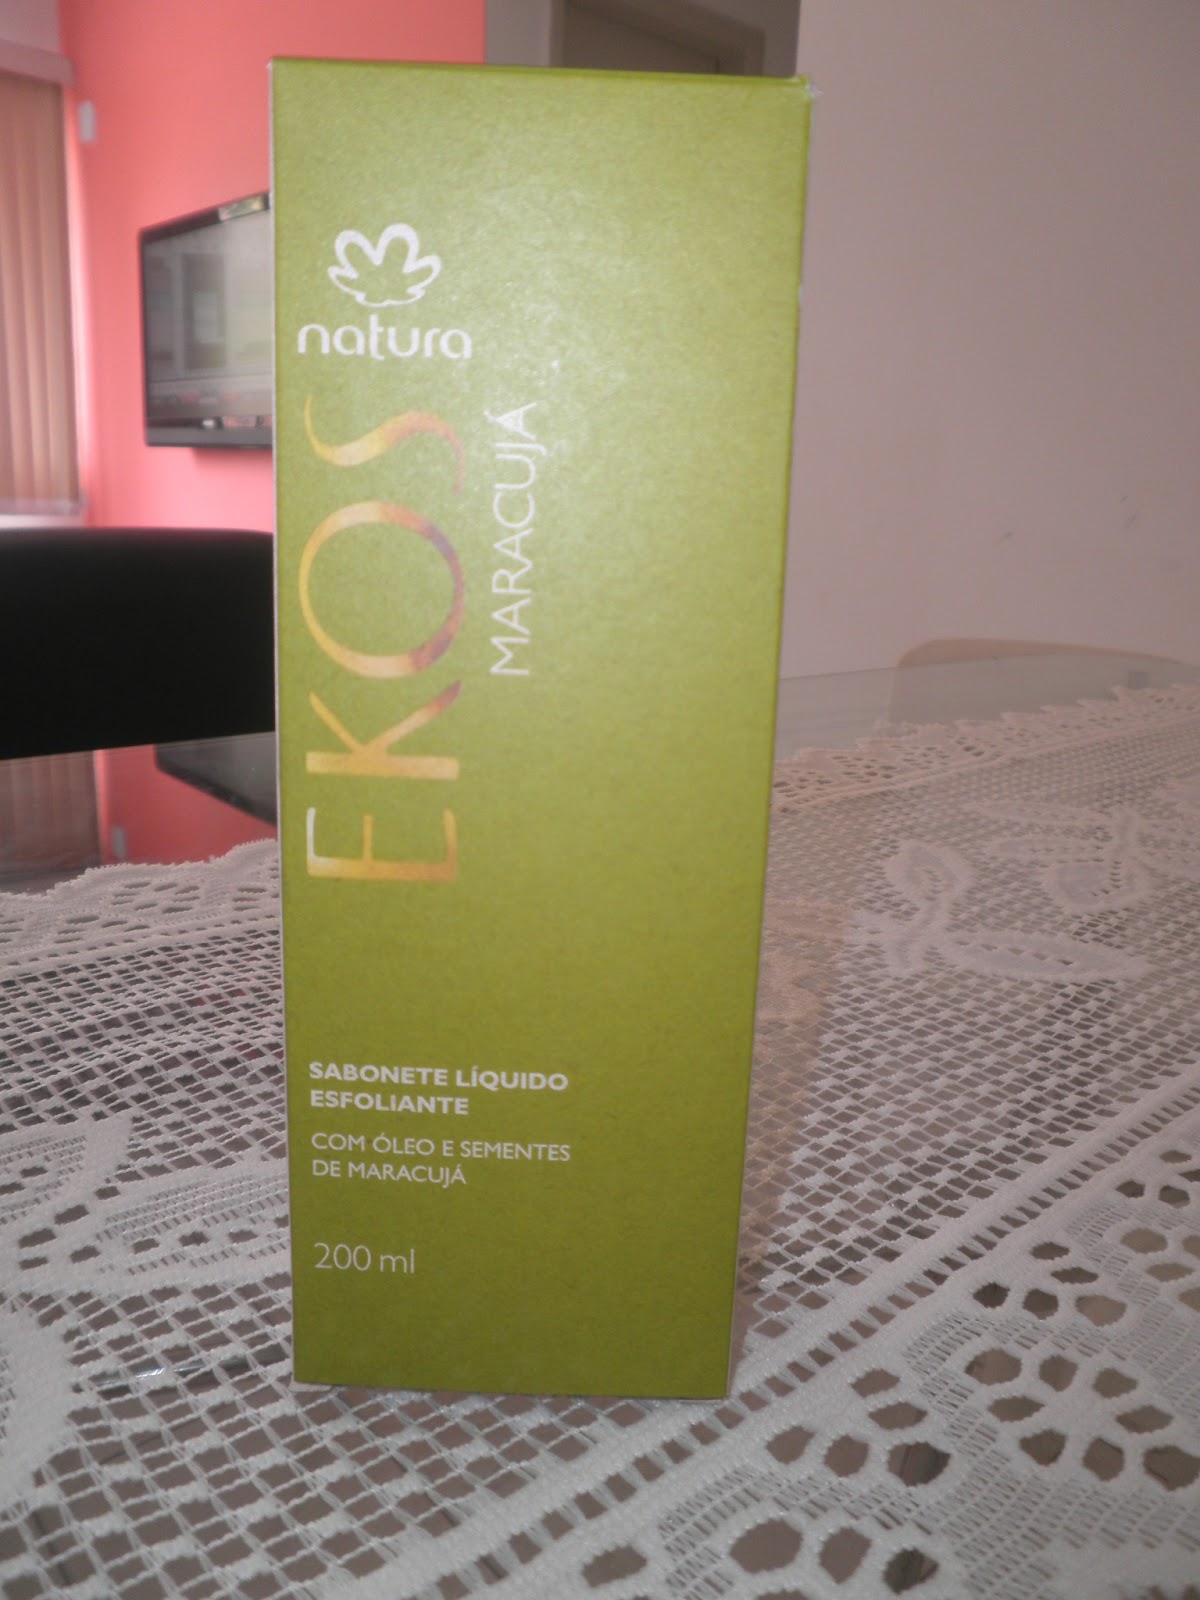 natura
EKOS
MARACUJÁ
SABONETE LÍQUIDO
ESFOLIANTE
COM ÓLEO E SEMENTES
DE MARACUJÁ
200 ml